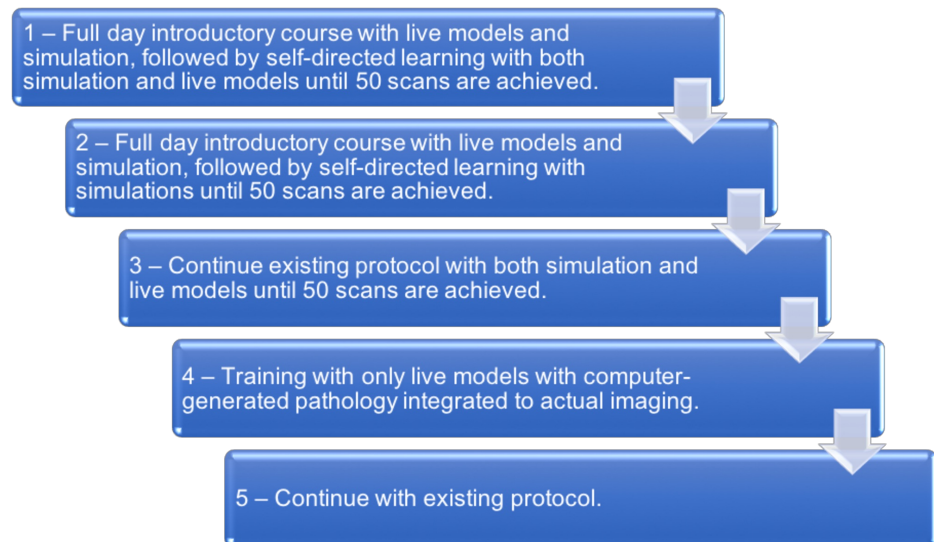 1 – Full day introductory course with live models and
simulation, followed by self-directed learning with both
simulation and live models until 50 scans are achieved.
2 – Full day introductory course with live models and
simulation, followed by self-directed learning with
simulations until 50 scans are achieved.
3 – Continue existing protocol with both simulation and
live models until 50 scans are achieved.
4 – Training with only live models with computer-
generated pathology integrated to actual imaging.
5 – Continue with existing protocol.